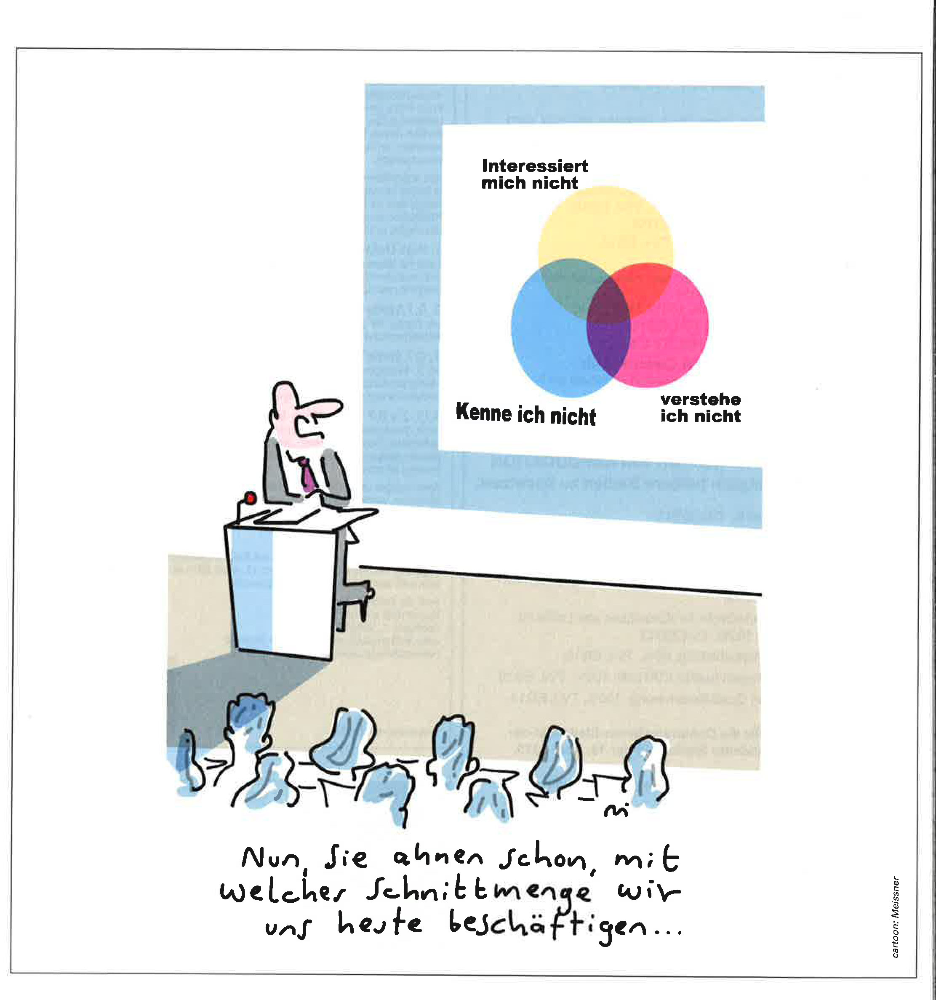 Interessiert
mich nicht
Kenne ich nicht
verstehe
ich nicht
mi
Nun, Sie ahnen schon, mit
welcher Schnittmenge wir
uns heute beschäftigen...
cartoon: Meissner